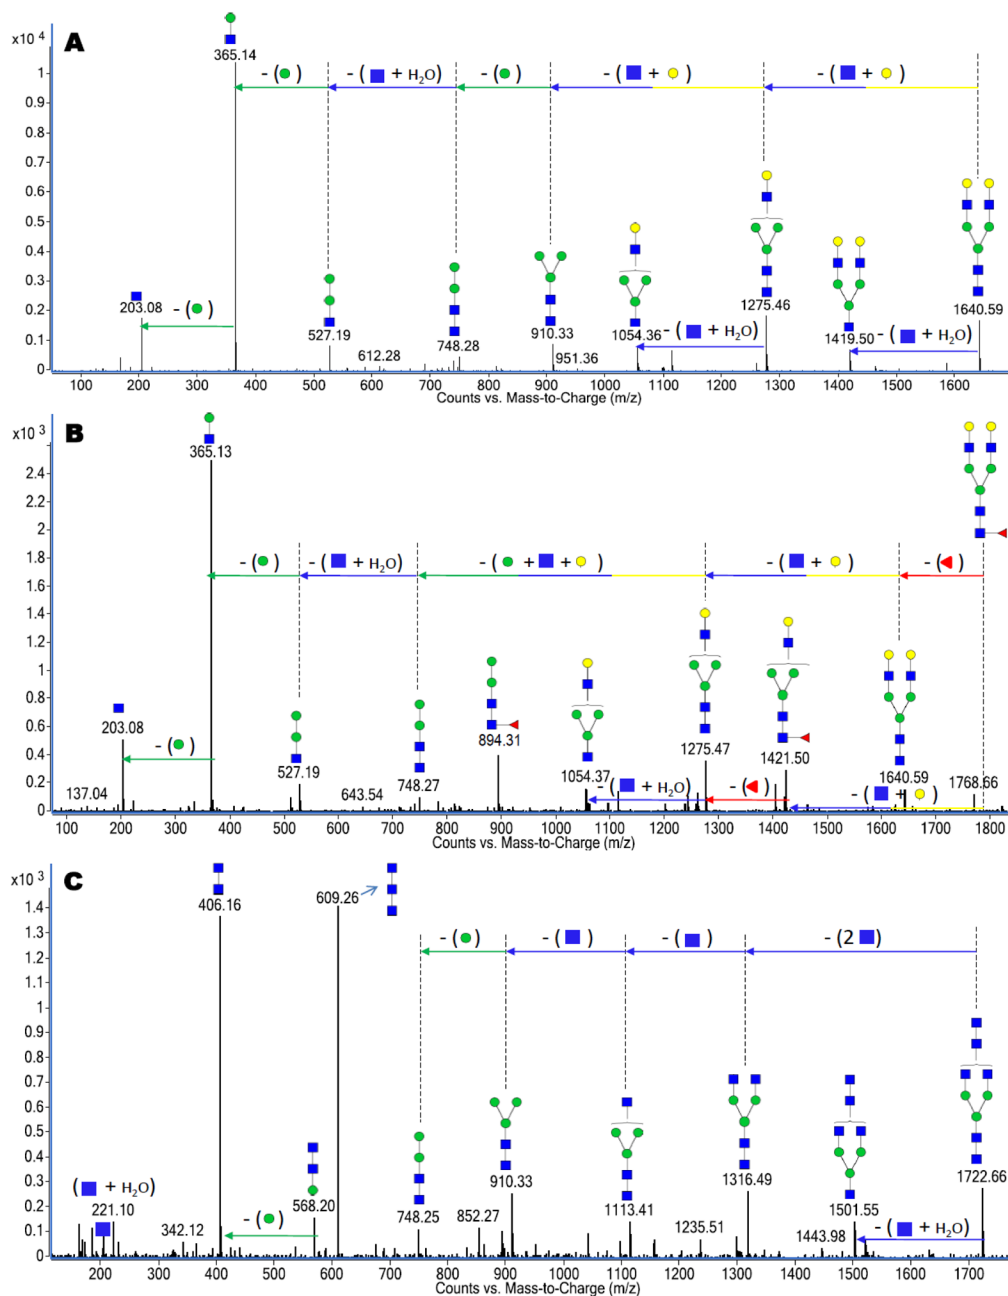 A
x10 4
1
0.9
0.8
0.7
0.6
0.5
0.4
0.3
0.2
0.1
0
365.14
- ( )
- ( + H2O)
- ( )
- ( + )
- ( + )
203.08
- ( )
527.19
612.28
748.28
910.33
951.36
1054.36
- ( + H2O)
1275.46
1419.50
- ( + H2O)
1640.59
100 200 300 400 500 600 700 800 900 1000 1100 1200 1300 1400 1500 1600
Counts vs. Mass-to-Charge (m/z)
B
x10 3
2.4
2.2
2
1.8
1.6
1.4
1.2
1
0.8
0.6
0.4
0.2
0
365.13
- ( )
- ( + H2O)
- ( + + )
- ( + )
- ( )
137.04
203.08
- ( )
527.19
643.54
748.27
894.31
1054.37
- ( + H2O)
1275.47
- ( )
1421.50
- ( + )
1640.59
1768.66
100 200 300 400 500 600 700 800 900 1000 1100 1200 1300 1400 1500 1600 1700 1800
Counts vs. Mass-to-Charge (m/z)
C
x10 3
1.4
1.3
1.2
1.1
1
0.9
0.8
0.7
0.6
0.5
0.4
0.3
0.2
0.1
0
406.16
609.26
- ( )
- ( )
- ( )
- (2 )
( + H2O)
221.10
342.12
- ( )
568.20
748.25
852.27
910.33
1113.41
1235.51
1316.49
1443.98
1501.55
- ( + H2O)
1722.66
200 300 400 500 600 700 800 900 1000 1100 1200 1300 1400 1500 1600 1700
Counts vs. Mass-to-Charge (m/z)